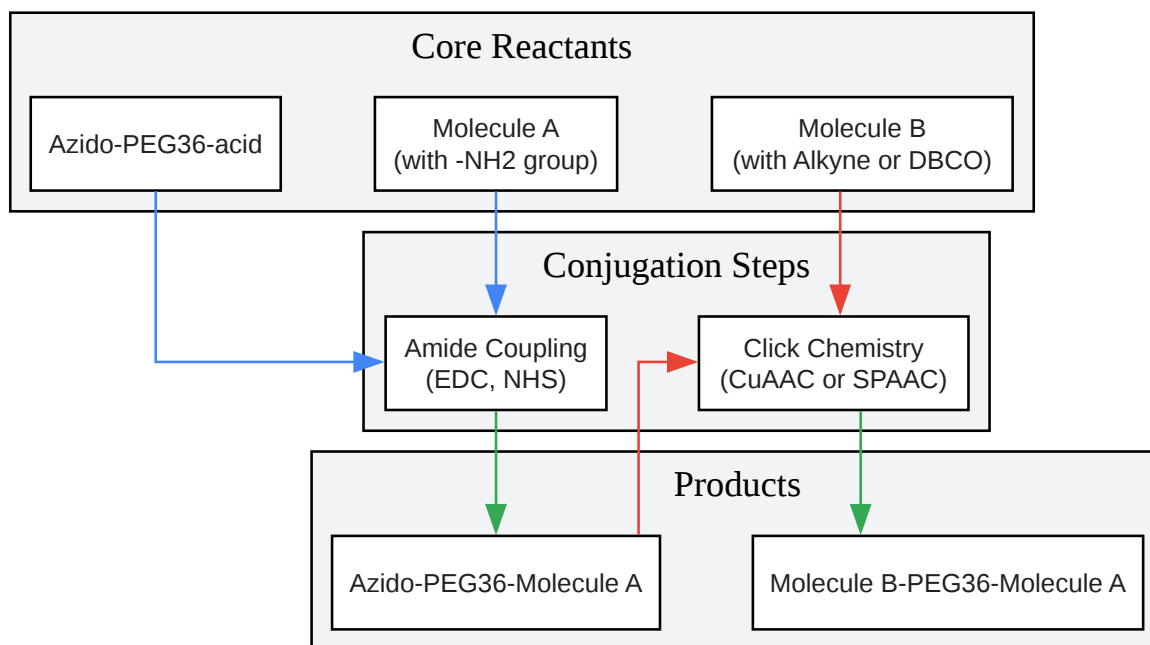 Core Reactants
Azido-PEG36-acid
Molecule A
(with -NH2 group)
Molecule B
(with Alkyne or DBCO)
Conjugation Steps
Amide Coupling
(EDC, NHS)
Click Chemistry
(CuAAC or SPAAC)
Products
Azido-PEG36-Molecule A
Molecule B-PEG36-Molecule A